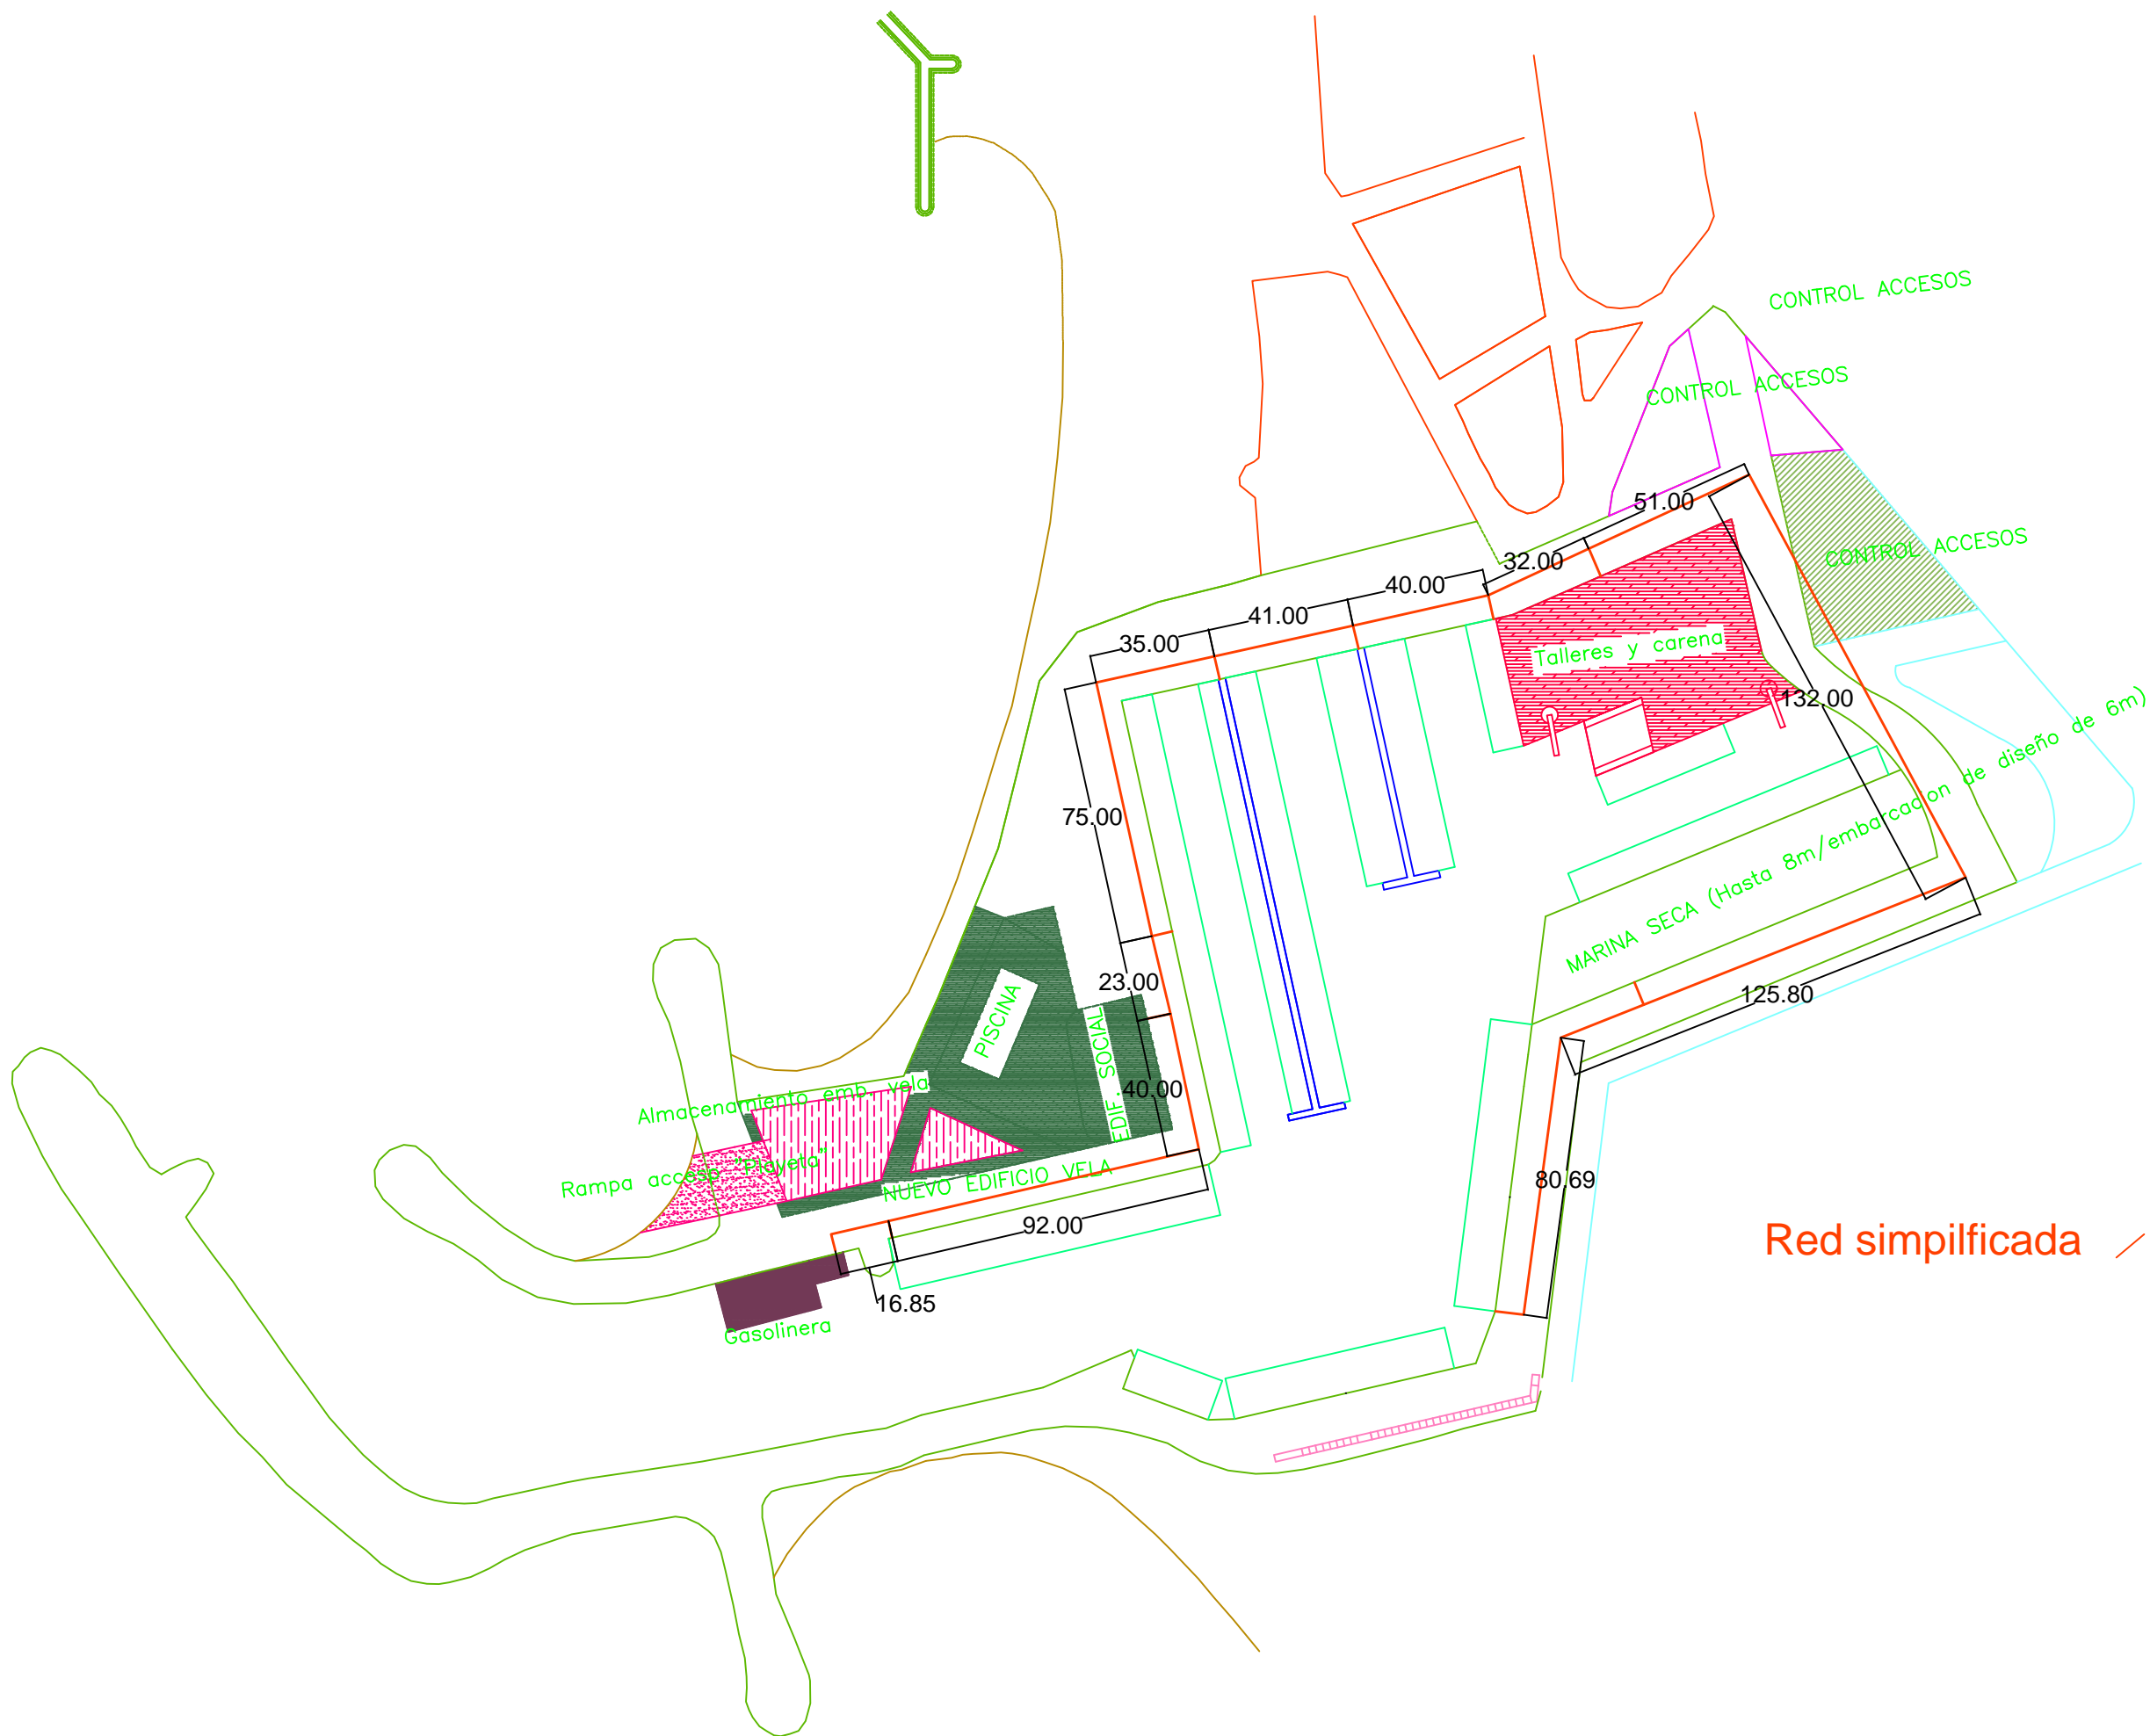 CONTROL ACCESOS
CONTROL ACCESOS
51.00
CONTROL ACCESOS
32.00
40.00
41.00
35.00
Talleres y carena
132.00
75.00
MARINA SECA (Hasta 8m/embarcacion de diseño de 6m)
23.00
125.80
PISCINA
EDIF. SOCIAL
40.00
Almacenamiento emb. vela
Rampa acceso "Playeta"
NUEVO EDIFICIO VELA
80.69
92.00
Red simpilficada
16.85
Gasolinera